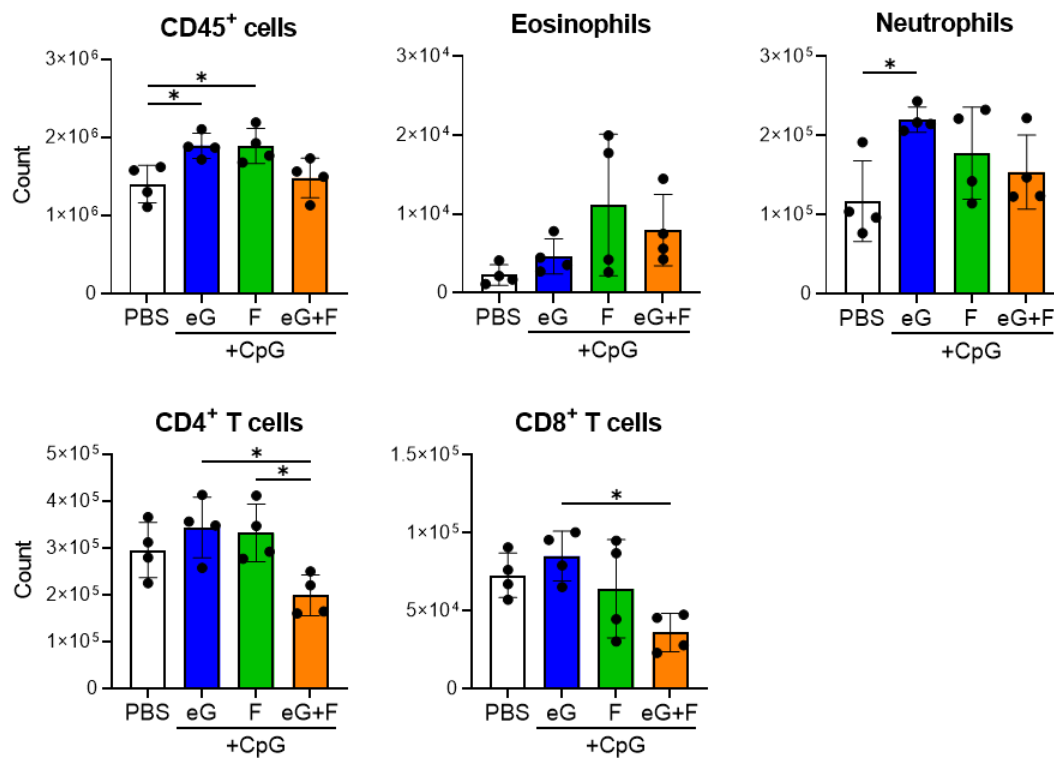 CD45⁺ cells
3×10⁶
2×10⁶
1×10⁶
0
Count
*
*
PBS eG F eG+F
+CpG
Eosinophils
3×10⁴
2×10⁴
1×10⁴
0
PBS eG F eG+F
+CpG
Neutrophils
3×10⁵
2×10⁵
1×10⁵
0
*
PBS eG F eG+F
+CpG
CD4⁺ T cells
5×10⁵
4×10⁵
3×10⁵
2×10⁵
1×10⁵
0
Count
*
*
PBS eG F eG+F
+CpG
CD8⁺ T cells
1.5×10⁵
1×10⁵
5×10⁴
0
*
PBS eG F eG+F
+CpG